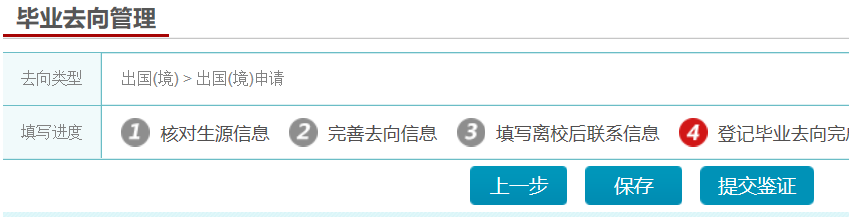 毕业去向管理
去向类型 出国(境) > 出国(境)申请
填写进度 1 核对生源信息 2 完善去向信息 3 填写离校后联系信息 4 登记毕业去向完
上一步 保存 提交鉴证